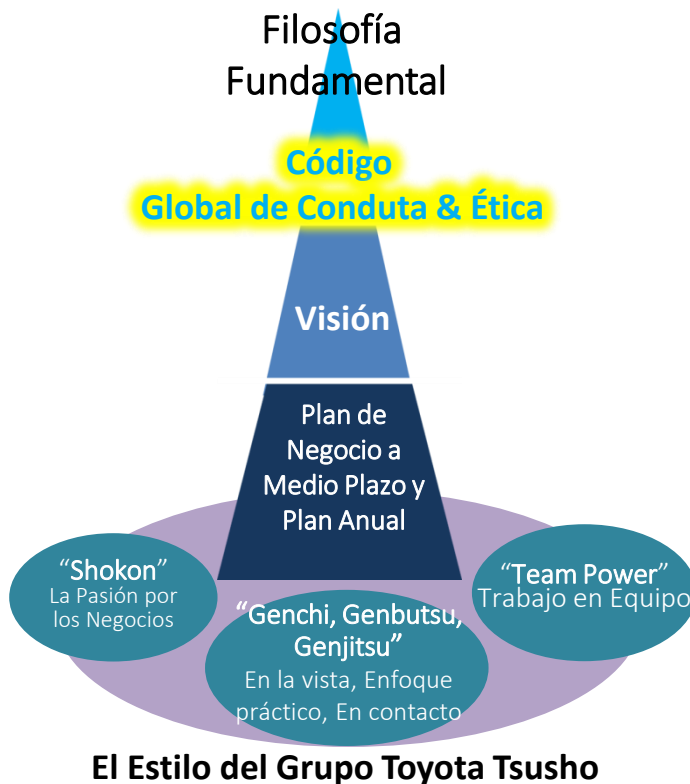 Filosofía
Fundamental
Código
Global de Conduta & Ética
Visión
Plan de
Negocio a
Medio Plazo y
Plan Anual
“Shokon”
La Pasión por
los Negocios
“Genchi, Genbutsu,
Genjitsu”
En la vista, Enfoque
práctico, En contacto
“Team Power”
Trabajo en Equipo
El Estilo del Grupo Toyota Tsusho